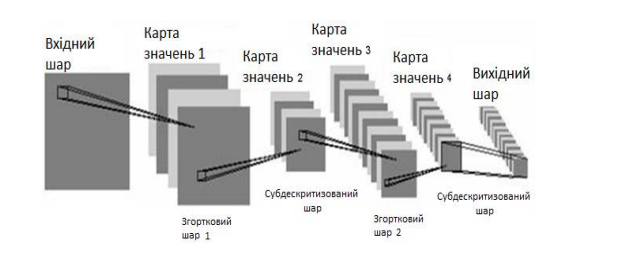 Вхідний
шар
Карта
значень 1
Карта
значень 2
Карта
значень 3
Карта
значень 4
Вихідний
шар
Згортковий
шар 1
Субдескритизований
шар
Згортковий
шар 2
Субдескритизований
шар